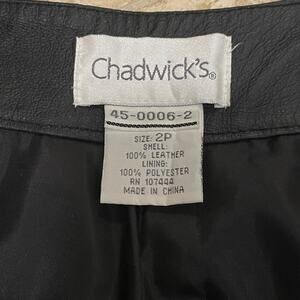 Chadwick's®
45-0006-2
SIZE: 2P
SHELL:
100% LEATHER
LINING:
100% POLYESTER
RN 107444
MADE IN CHINA